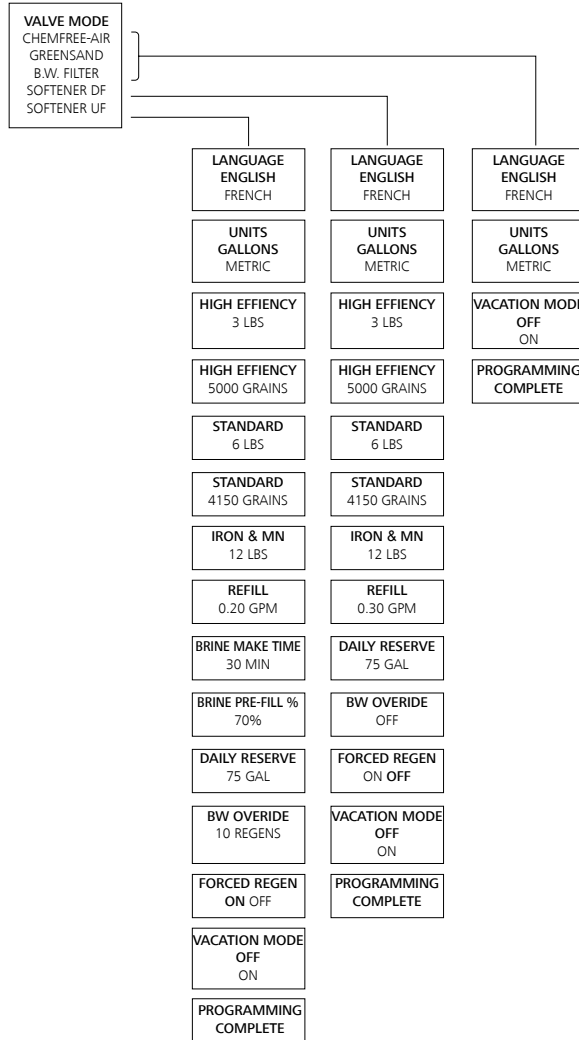 VALVE MODE
CHEMFREE-AIR
GREENSAND
B.W. FILTER
SOFTENER DF
SOFTENER UF
LANGUAGE
ENGLISH
FRENCH
UNITS
GALLONS
METRIC
HIGH EFFIENCY
3 LBS
HIGH EFFIENCY
5000 GRAINS
STANDARD
6 LBS
STANDARD
4150 GRAINS
IRON & MN
12 LBS
REFILL
0.20 GPM
BRINE MAKE TIME
30 MIN
BRINE PRE-FILL %
70%
DAILY RESERVE
75 GAL
BW OVERIDE
10 REGENS
FORCED REGEN
ON OFF
VACATION MODE
OFF
ON
PROGRAMMING
COMPLETE
LANGUAGE
ENGLISH
FRENCH
UNITS
GALLONS
METRIC
HIGH EFFIENCY
3 LBS
HIGH EFFIENCY
5000 GRAINS
STANDARD
6 LBS
STANDARD
4150 GRAINS
IRON & MN
12 LBS
REFILL
0.30 GPM
DAILY RESERVE
75 GAL
BW OVERIDE
OFF
FORCED REGEN
ON OFF
VACATION MODE
OFF
ON
PROGRAMMING
COMPLETE
LANGUAGE
ENGLISH
FRENCH
UNITS
GALLONS
METRIC
VACATION MODE
OFF
ON
PROGRAMMING
COMPLETE